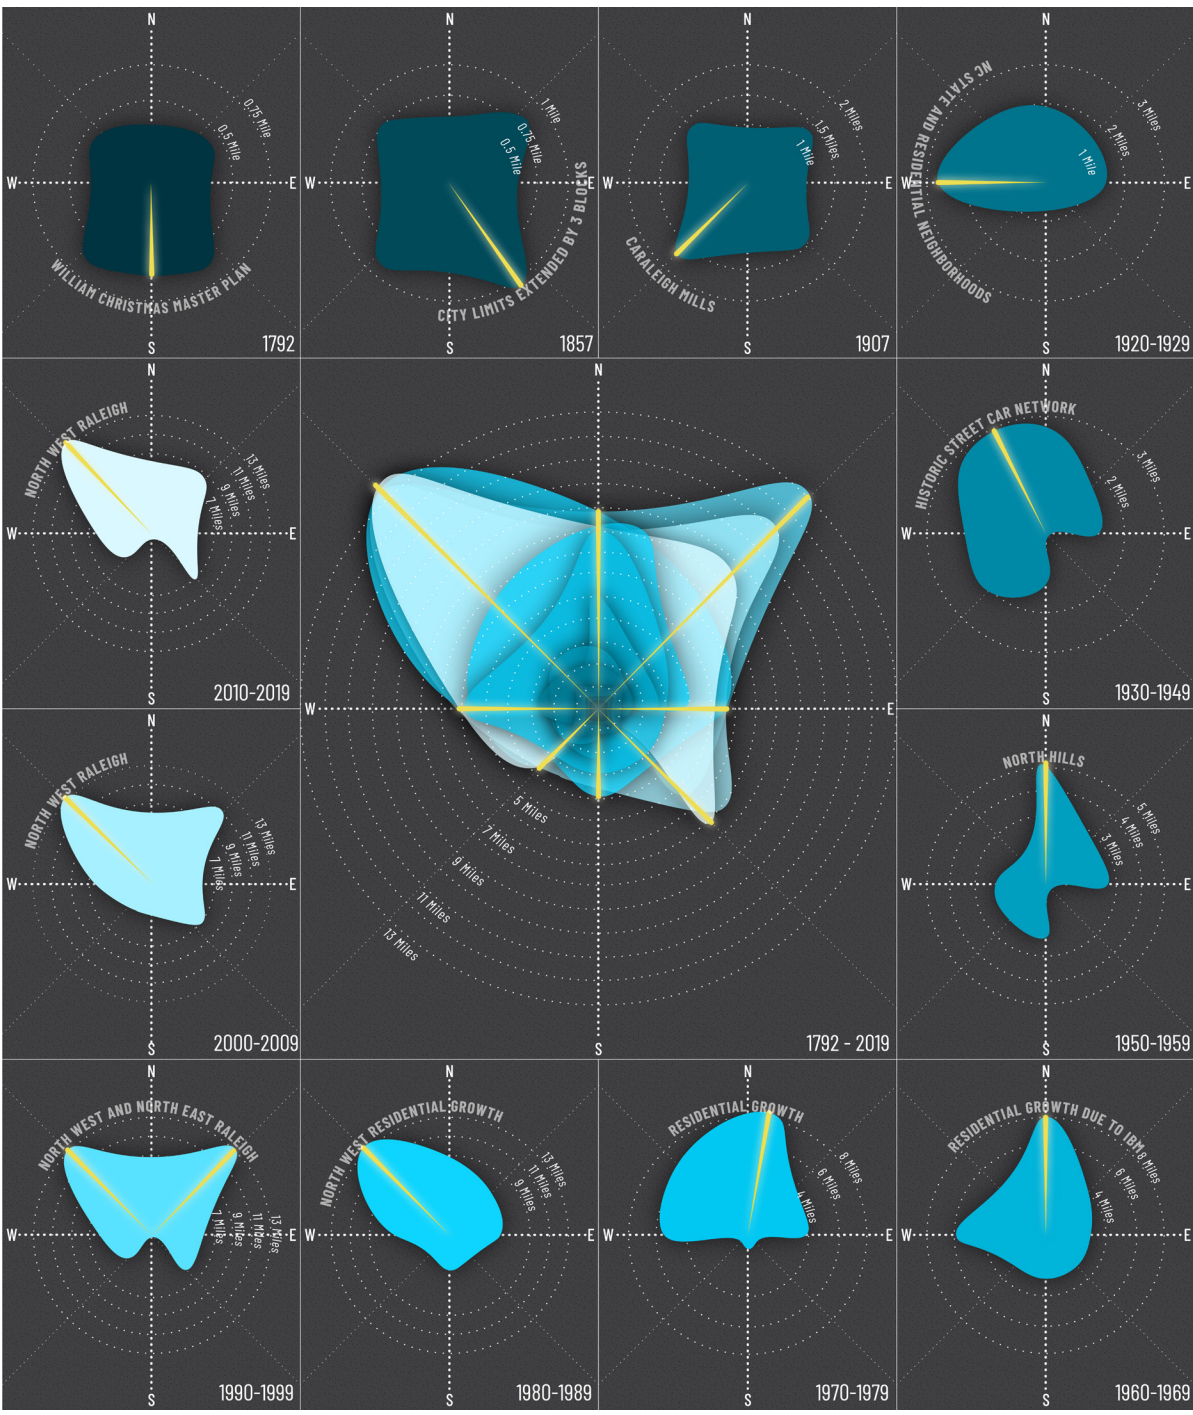 N
0.75 Mile
0.5 Mile
W
E
WILLIAM CHRISTMAS MASTER PLAN
S
1792
N
1 Mile
0.75 Mile
0.5 Mile
W
E
CITY LIMITS EXTENDED BY 3 BLOCKS
S
1857
N
2 Miles
1.5 Miles
1 Mile
W
E
CARALEIGH MILLS
S
1907
N
NC STATE AND RESIDENTIAL NEIGHBORHOODS
3 Miles
2 Miles
1 Mile
W
E
S
1920-1929
N
NORTH WEST RALEIGH
13 Miles
11 Miles
9 Miles
7 Miles
W
E
S
2010-2019
N
W
E
5 Miles
7 Miles
9 Miles
11 Miles
13 Miles
S
1792 - 2019
N
HISTORIC STREET CAR NETWORK
3 Miles
2 Miles
W
E
S
1930-1949
N
NORTH WEST RALEIGH
13 Miles
11 Miles
9 Miles
7 Miles
W
E
S
2000-2009
N
NORTH HILLS
5 Miles
4 Miles
3 Miles
W
E
S
1950-1959
N
NORTH WEST AND NORTH EAST RALEIGH
7 Miles
9 Miles
11 Miles
13 Miles
W
E
S
1990-1999
N
NORTH WEST RESIDENTIAL GROWTH
13 Miles
11 Miles
9 Miles
W
E
S
1980-1989
N
RESIDENTIAL GROWTH
8 Miles
6 Miles
4 Miles
W
E
S
1970-1979
N
RESIDENTIAL GROWTH DUE TO IBM
8 Miles
6 Miles
4 Miles
W
E
S
1960-1969